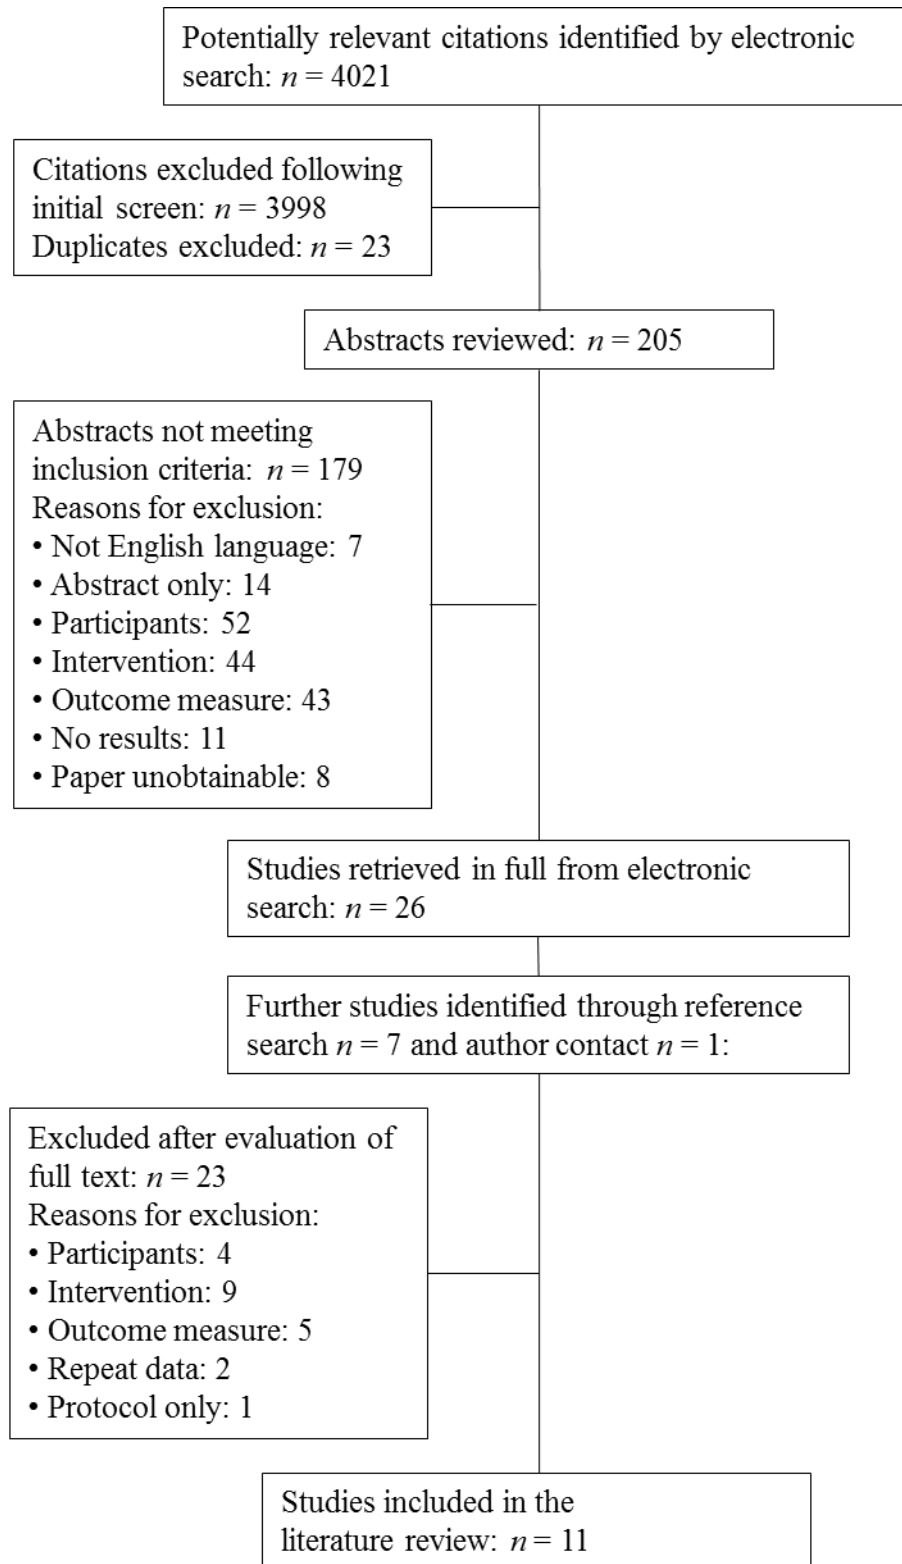 Potentially relevant citations identified by electronic
search: n = 4021
Citations excluded following
initial screen: n = 3998
Duplicates excluded: n = 23
Abstracts reviewed: n = 205
Abstracts not meeting
inclusion criteria: n = 179
Reasons for exclusion:
• Not English language: 7
• Abstract only: 14
• Participants: 52
• Intervention: 44
• Outcome measure: 43
• No results: 11
• Paper unobtainable: 8
Studies retrieved in full from electronic
search: n = 26
Further studies identified through reference
search n = 7 and author contact n = 1:
Excluded after evaluation of
full text: n = 23
Reasons for exclusion:
• Participants: 4
• Intervention: 9
• Outcome measure: 5
• Repeat data: 2
• Protocol only: 1
Studies included in the
literature review: n = 11